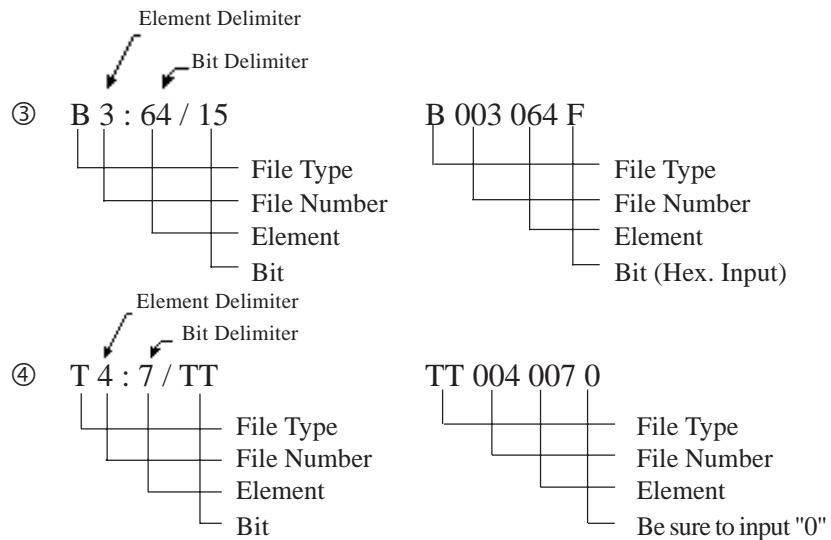 Element Delimiter
Bit Delimiter
③ B 3 : 64 / 15
File Type
File Number
Element
Bit
B 003 064 F
File Type
File Number
Element
Bit (Hex. Input)
Element Delimiter
Bit Delimiter
④ T 4 : 7 / TT
File Type
File Number
Element
Bit
TT 004 007 0
File Type
File Number
Element
Be sure to input "0"